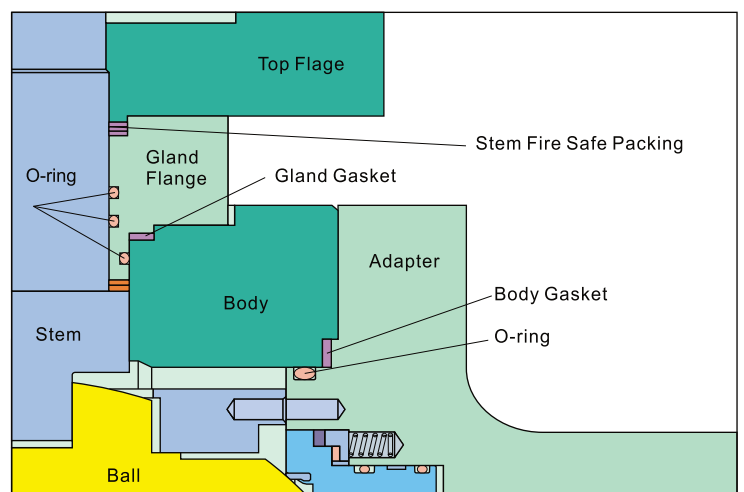 Top Flage
Stem Fire Safe Packing
Gland
Flange
O-ring
Gland Gasket
Adapter
Body
Body Gasket
Stem
O-ring
Ball